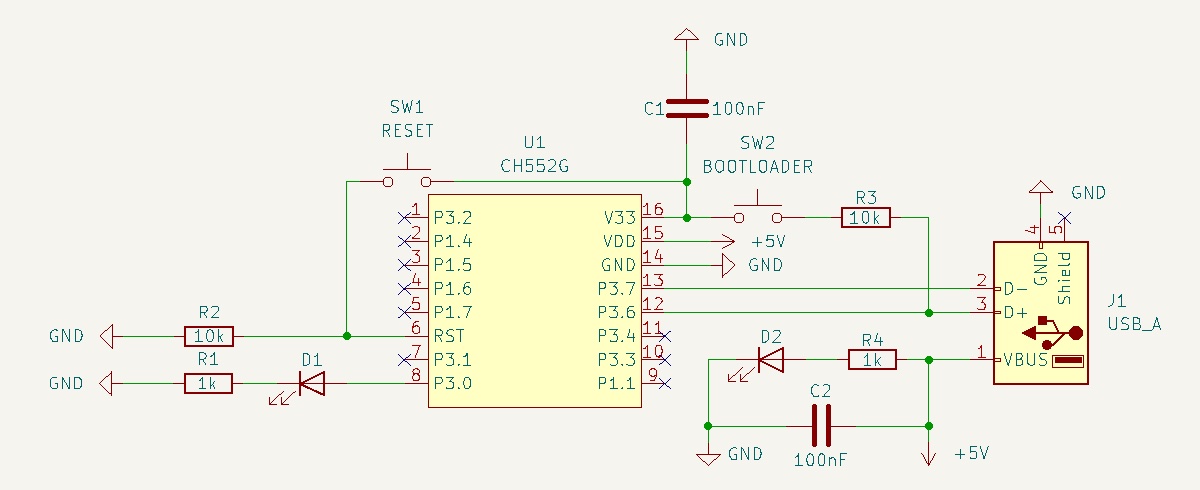 GND
C1 100nF
SW1
RESET
U1
CH552G
SW2
BOOTLOADER
R3
10k
GND
1 P3.2
2 P1.4
3 P1.5
4 P1.6
5 P1.7
6 RST
7 P3.1
8 P3.0
V33 16
VDD 15
GND 14
P3.7 13
P3.6 12
P3.4 11
P3.3 10
P1.1 9
+5V
GND
GND
R2
10k
GND
R1
1k
D1
D2
R4
1k
C2
100nF
GND
+5V
4 GND
5 Shield
2 D-
3 D+
1 VBUS
J1
USB_A